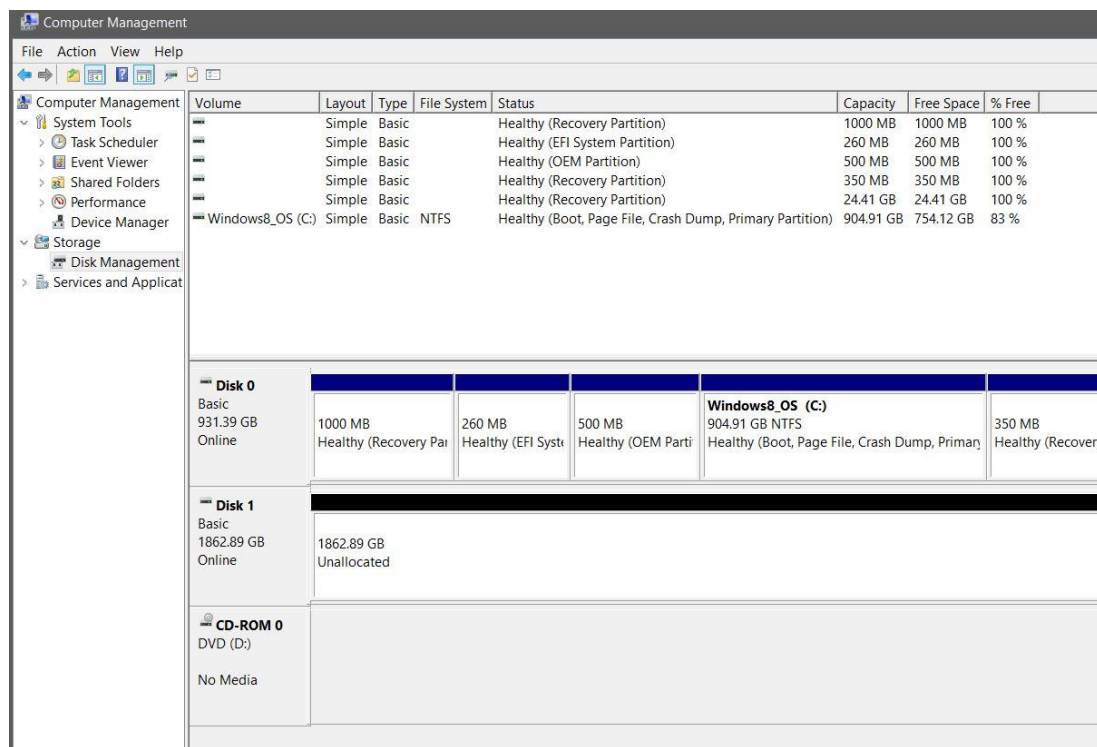 Computer Management
File Action View Help
Computer Management
System Tools
Task Scheduler
Event Viewer
Shared Folders
Performance
Device Manager
Storage
Disk Management
Services and Applicat
Volume Layout Type File System Status Capacity Free Space % Free
Simple Basic Healthy (Recovery Partition) 1000 MB 1000 MB 100 %
Simple Basic Healthy (EFI System Partition) 260 MB 260 MB 100 %
Simple Basic Healthy (OEM Partition) 500 MB 500 MB 100 %
Simple Basic Healthy (Recovery Partition) 350 MB 350 MB 100 %
Simple Basic Healthy (Recovery Partition) 24.41 GB 24.41 GB 100 %
Windows8_OS (C:) Simple Basic NTFS Healthy (Boot, Page File, Crash Dump, Primary Partition) 904.91 GB 754.12 GB 83 %
Disk 0
Basic
931.39 GB
Online
1000 MB
Healthy (Recovery Par
260 MB
Healthy (EFI Syste
500 MB
Healthy (OEM Parti
Windows8_OS (C:)
904.91 GB NTFS
Healthy (Boot, Page File, Crash Dump, Primary
350 MB
Healthy (Recover
Disk 1
Basic
1862.89 GB
Online
1862.89 GB
Unallocated
CD-ROM 0
DVD (D:)
No Media